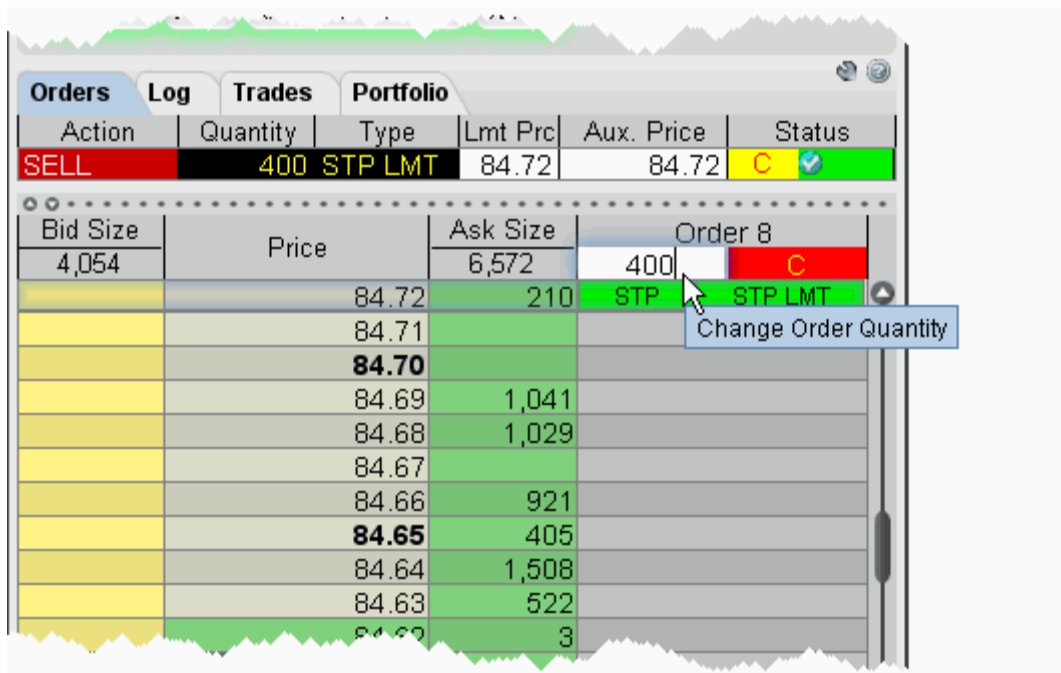 Orders Log Trades Portfolio
Action Quantity Type Lmt Prc Aux. Price Status
SELL 400 STP LMT 84.72 84.72 C
Bid Size Price Ask Size Order 8
4,054 6,572 400 C
84.72 210 STP STP LMT
Change Order Quantity
84.71
84.70
84.69 1,041
84.68 1,029
84.67
84.66 921
84.65 405
84.64 1,508
84.63 522
3